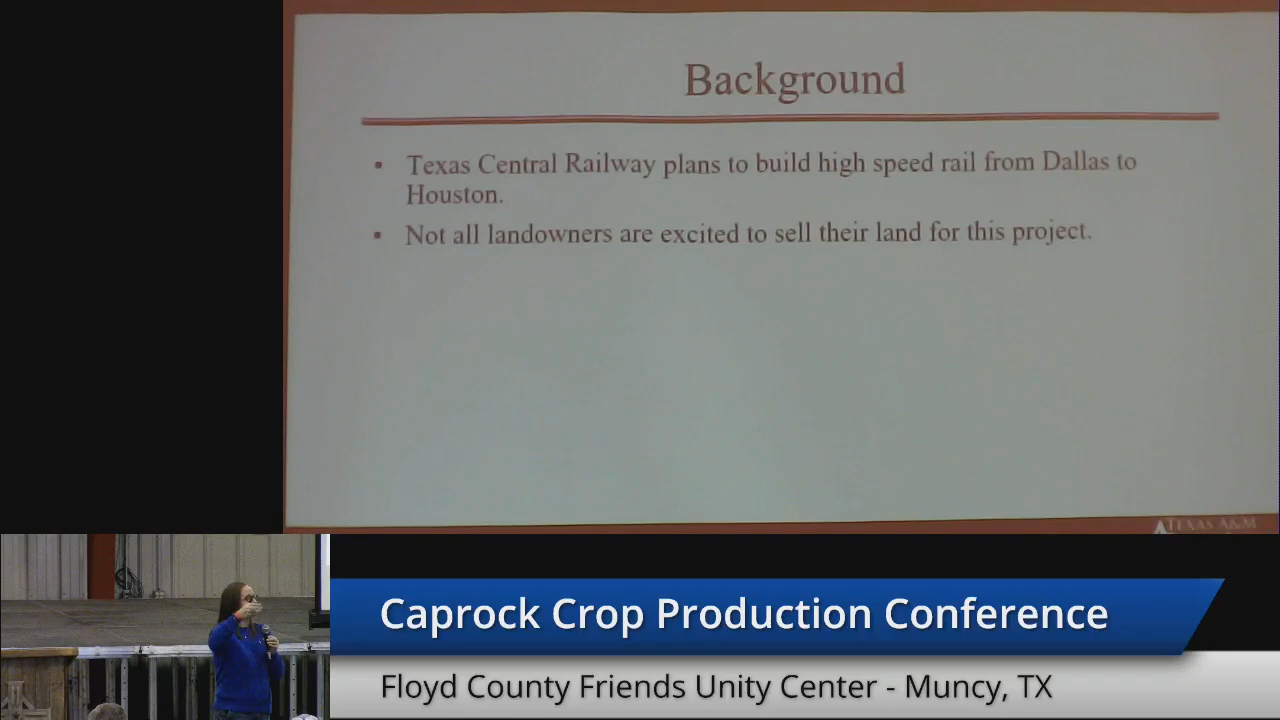 Background
• Texas Central Railway plans to build high speed rail from Dallas to
Houston.
• Not all landowners are excited to sell their land for this project.
TEXAS A&M
Caprock Crop Production Conference
Floyd County Friends Unity Center - Muncy, TX